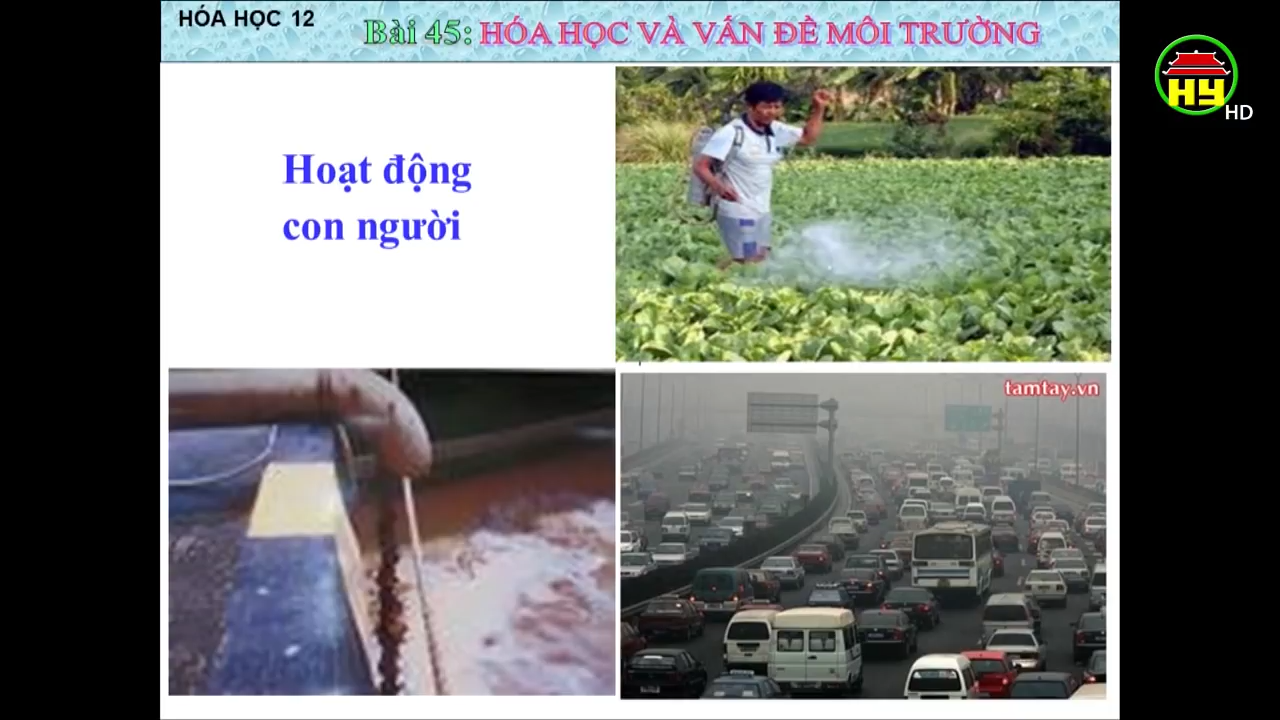 HÓA HỌC 12
Bài 45: HÓA HỌC VÀ VẤN ĐỀ MÔI TRƯỜNG
HY
HD
Hoạt động
con người
tamtay.vn